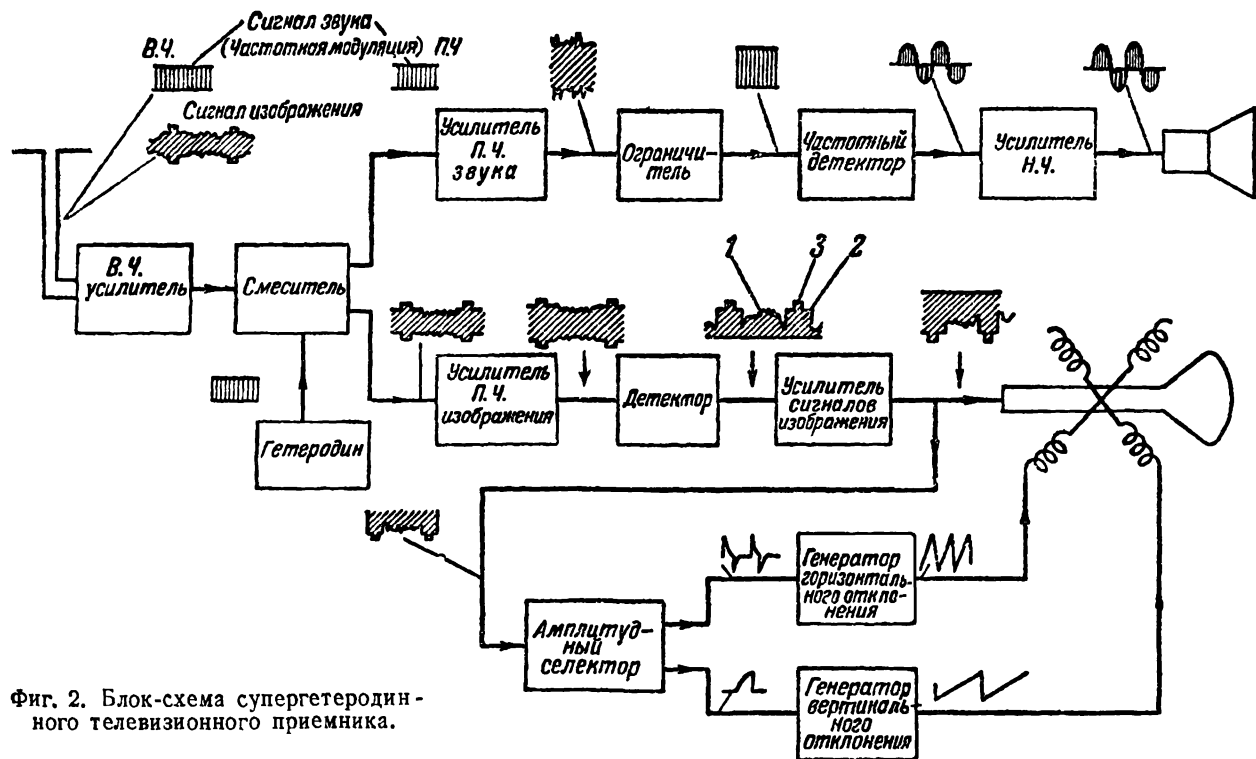 Сигнал звука
В.Ч. (Частотная модуляция) П.Ч
Сигнал изображения
Усилитель
П. Ч.
звука
Ограничи-
тель
Частотный
детектор
Усилитель
Н.Ч.
В.Ч.
усилитель
Смеситель
Гетеродин
Усилитель
П. Ч.
изображения
Детектор
1 3 2
Усилитель
сигналов
изображения
Амплитуд-
ный
селектор
Генератор
горизонталь-
ного откло-
нения
Генератор
вертикаль-
ного
отклонения
Фиг. 2. Блок-схема супергетеродин-
ного телевизионного приемника.